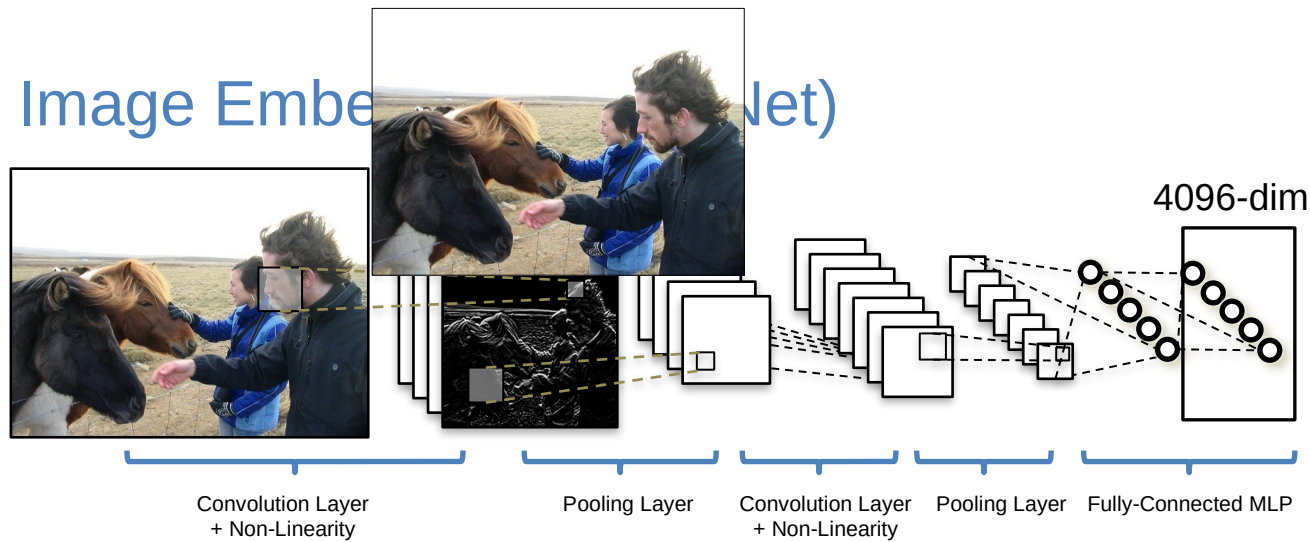 Image Embe Net)
4096-dim
Convolution Layer
+ Non-Linearity
Pooling Layer
Convolution Layer
+ Non-Linearity
Pooling Layer
Fully-Connected MLP